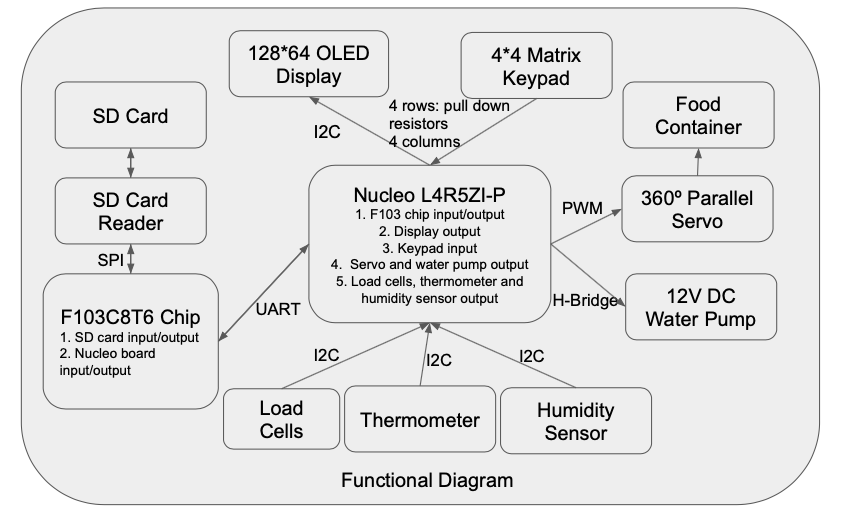 128*64 OLED
Display
4*4 Matrix
Keypad
SD Card
Food
Container
4 rows: pull down
resistors
4 columns
I2C
SD Card
Reader
Nucleo L4R5ZI-P
1. F103 chip input/output
2. Display output
3. Keypad input
4. Servo and water pump output
5. Load cells, thermometer and
humidity sensor output
PWM
360º Parallel
Servo
SPI
F103C8T6 Chip
1. SD card input/output
2. Nucleo board
input/output
UART
H-Bridge
12V DC
Water Pump
I2C
I2C
I2C
Load
Cells
Thermometer
Humidity
Sensor
Functional Diagram